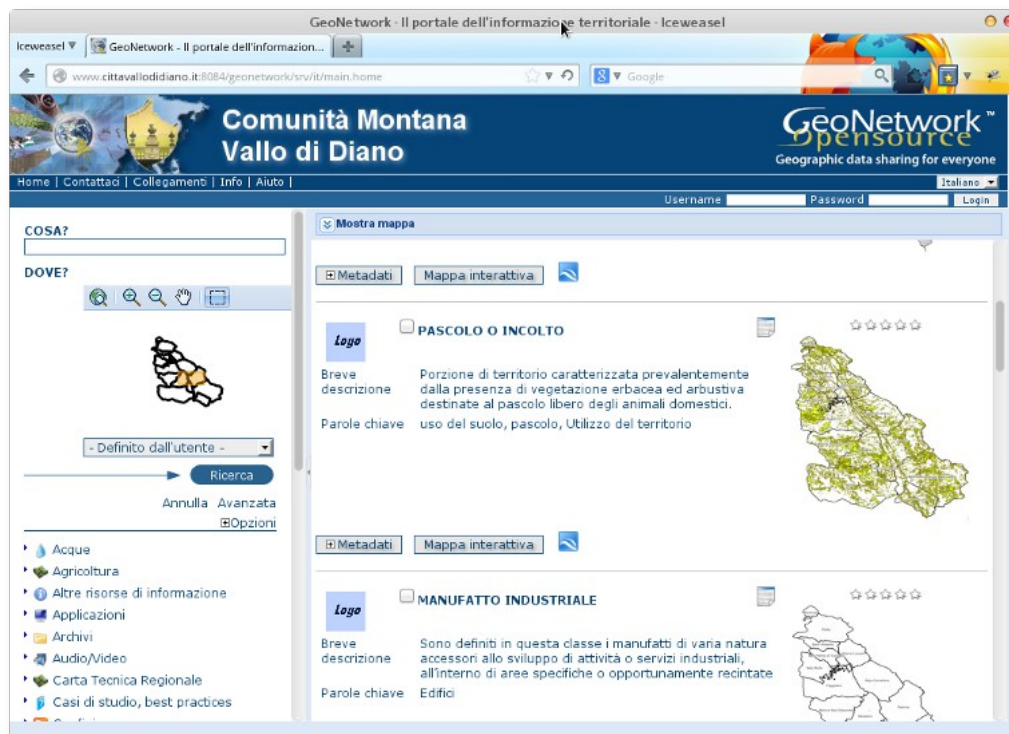 GeoNetwork - Il portale dell'informazione territoriale - Iceweasel
Iceweasel
GeoNetwork - Il portale dell'informazion...
www.cittavallodidiano.it:8084/geonetwork/srv/it/main.home
Google
Comunità Montana
Vallo di Diano
GeoNetwork™
Opensource
Geographic data sharing for everyone
Home | Contattaci | Collegamenti | Info | Aiuto |
Italiano
Username
Password
Login
COSA?
DOVE?
- Definito dall'utente -
Ricerca
Annulla Avanzata
Opzioni
Acque
Agricoltura
Altre risorse di informazione
Applicazioni
Archivi
Audio/Video
Carta Tecnica Regionale
Casi di studio, best practices
Mostra mappa
Metadati Mappa interattiva
Logo
PASCOLO O INCOLTO
Breve descrizione
Porzione di territorio caratterizzata prevalentemente
dalla presenza di vegetazione erbacea ed arbustiva
destinate al pascolo libero degli animali domestici.
Parole chiave uso del suolo, pascolo, Utilizzo del territorio
Metadati Mappa interattiva
Logo
MANUFATTO INDUSTRIALE
Breve descrizione
Sono definiti in questa classe i manufatti di varia natura
accessori allo sviluppo di attività o servizi industriali,
all'interno di aree specifiche o opportunamente recintate
Parole chiave Edifici